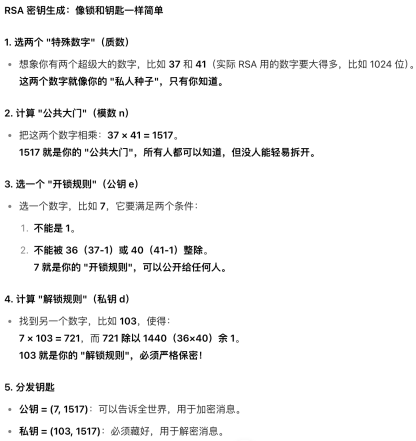 RSA 密钥生成：像锁和钥匙一样简单
1. 选两个 "特殊数字"（质数）
• 想象你有两个超级大的数字，比如 37 和 41（实际 RSA 用的数字要大得多，比如 1024 位）。
这两个数字就像你的 "私人种子"，只有你知道。
2. 计算 "公共大门"（模数 n）
• 把这两个数字相乘：37 × 41 = 1517。
1517 就是你的 "公共大门"，所有人都可以知道，但没人能轻易拆开。
3. 选一个 "开锁规则"（公钥 e）
• 选一个数字，比如 7，它要满足两个条件：
1. 不能是 1。
2. 不能被 36（37-1）或 40（41-1）整除。
7 就是你的 "开锁规则"，可以公开给任何人。
4. 计算 "解锁规则"（私钥 d）
• 找到另一个数字，比如 103，使得：
7 × 103 = 721，而 721 除以 1440（36×40）余 1。
103 就是你的 "解锁规则"，必须严格保密！
5. 分发钥匙
• 公钥 = (7, 1517)：可以告诉全世界，用于加密消息。
• 私钥 = (103, 1517)：必须藏好，用于解密消息。